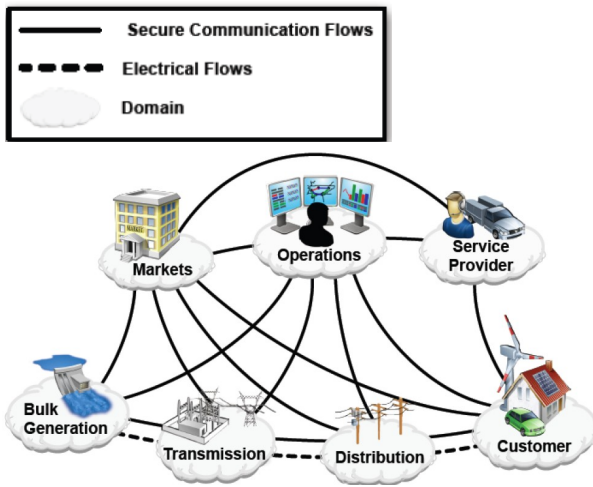 Secure Communication Flows
Electrical Flows
Domain
Markets
Operations
Service
Provider
Bulk
Generation
Transmission
Distribution
Customer